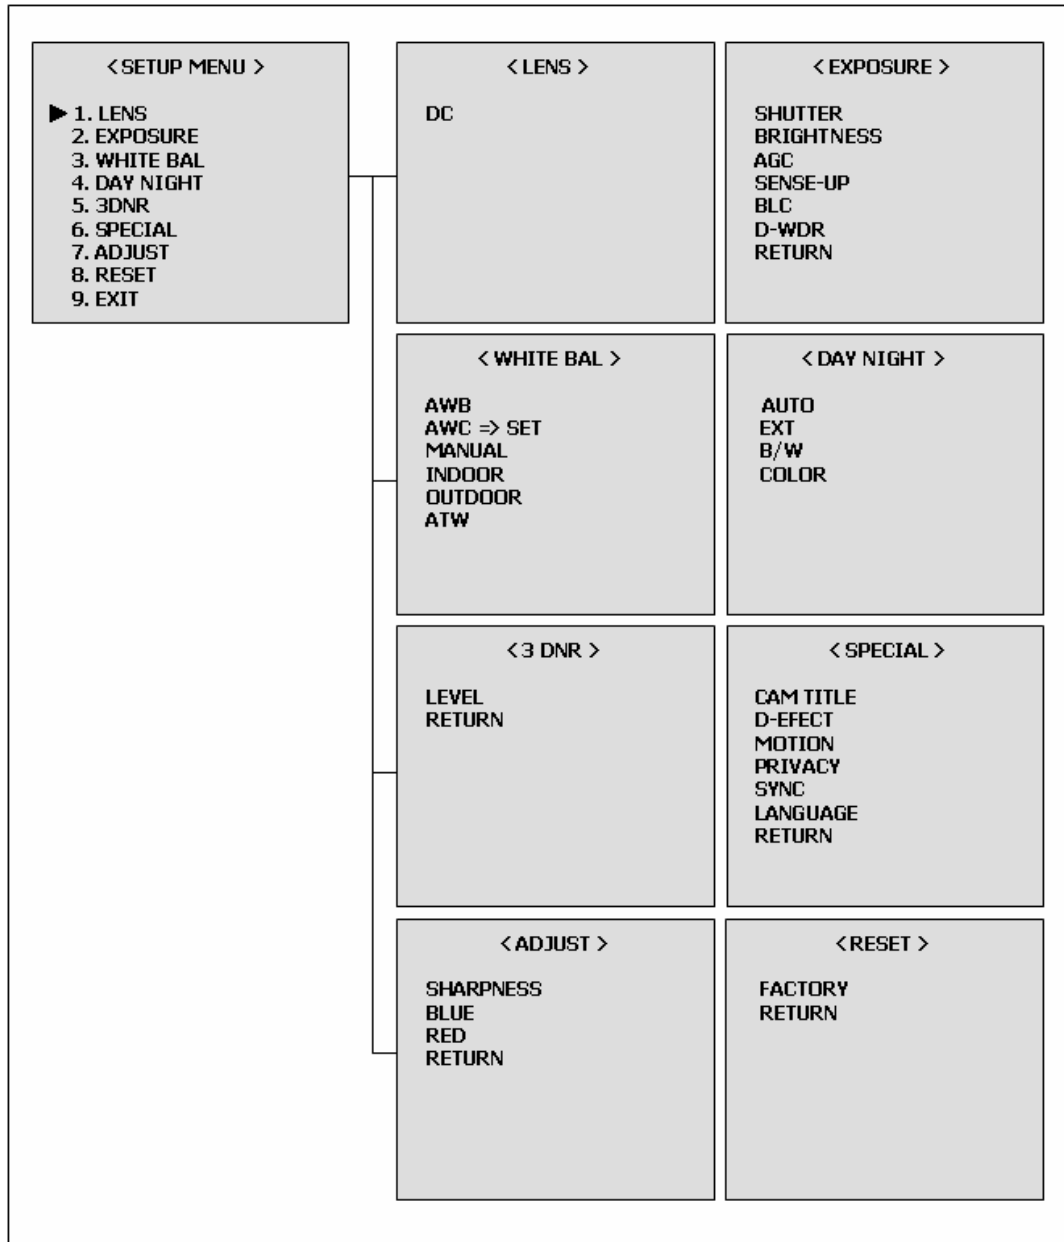 < SETUP MENU >
▶ 1. LENS
2. EXPOSURE
3. WHITE BAL
4. DAY NIGHT
5. 3DNR
6. SPECIAL
7. ADJUST
8. RESET
9. EXIT
< LENS >
DC
< EXPOSURE >
SHUTTER
BRIGHTNESS
AGC
SENSE-UP
BLC
D-WDR
RETURN
< WHITE BAL >
AWB
AWC => SET
MANUAL
INDOOR
OUTDOOR
ATW
< DAY NIGHT >
AUTO
EXT
B/W
COLOR
< 3 DNR >
LEVEL
RETURN
< SPECIAL >
CAM TITLE
D-EFECT
MOTION
PRIVACY
SYNC
LANGUAGE
RETURN
< ADJUST >
SHARPNESS
BLUE
RED
RETURN
< RESET >
FACTORY
RETURN